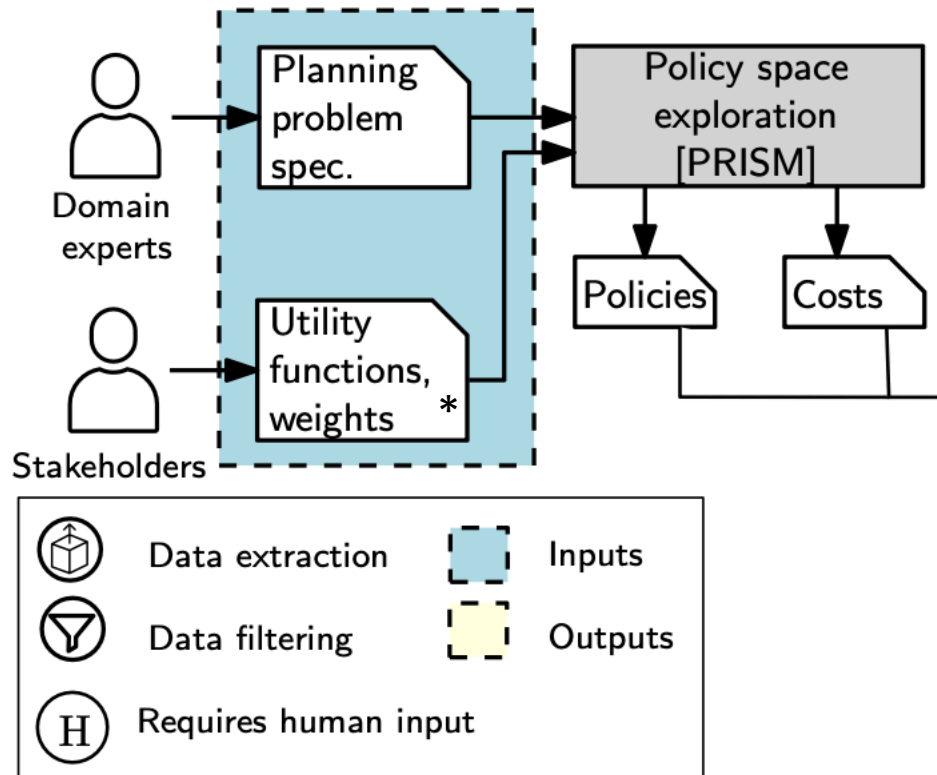 Planning
problem
spec.
Policy space
exploration
[PRISM]
Domain
experts
Policies
Costs
Utility
functions,
weights *
Stakeholders
Data extraction
Inputs
Data filtering
Outputs
H
Requires human input